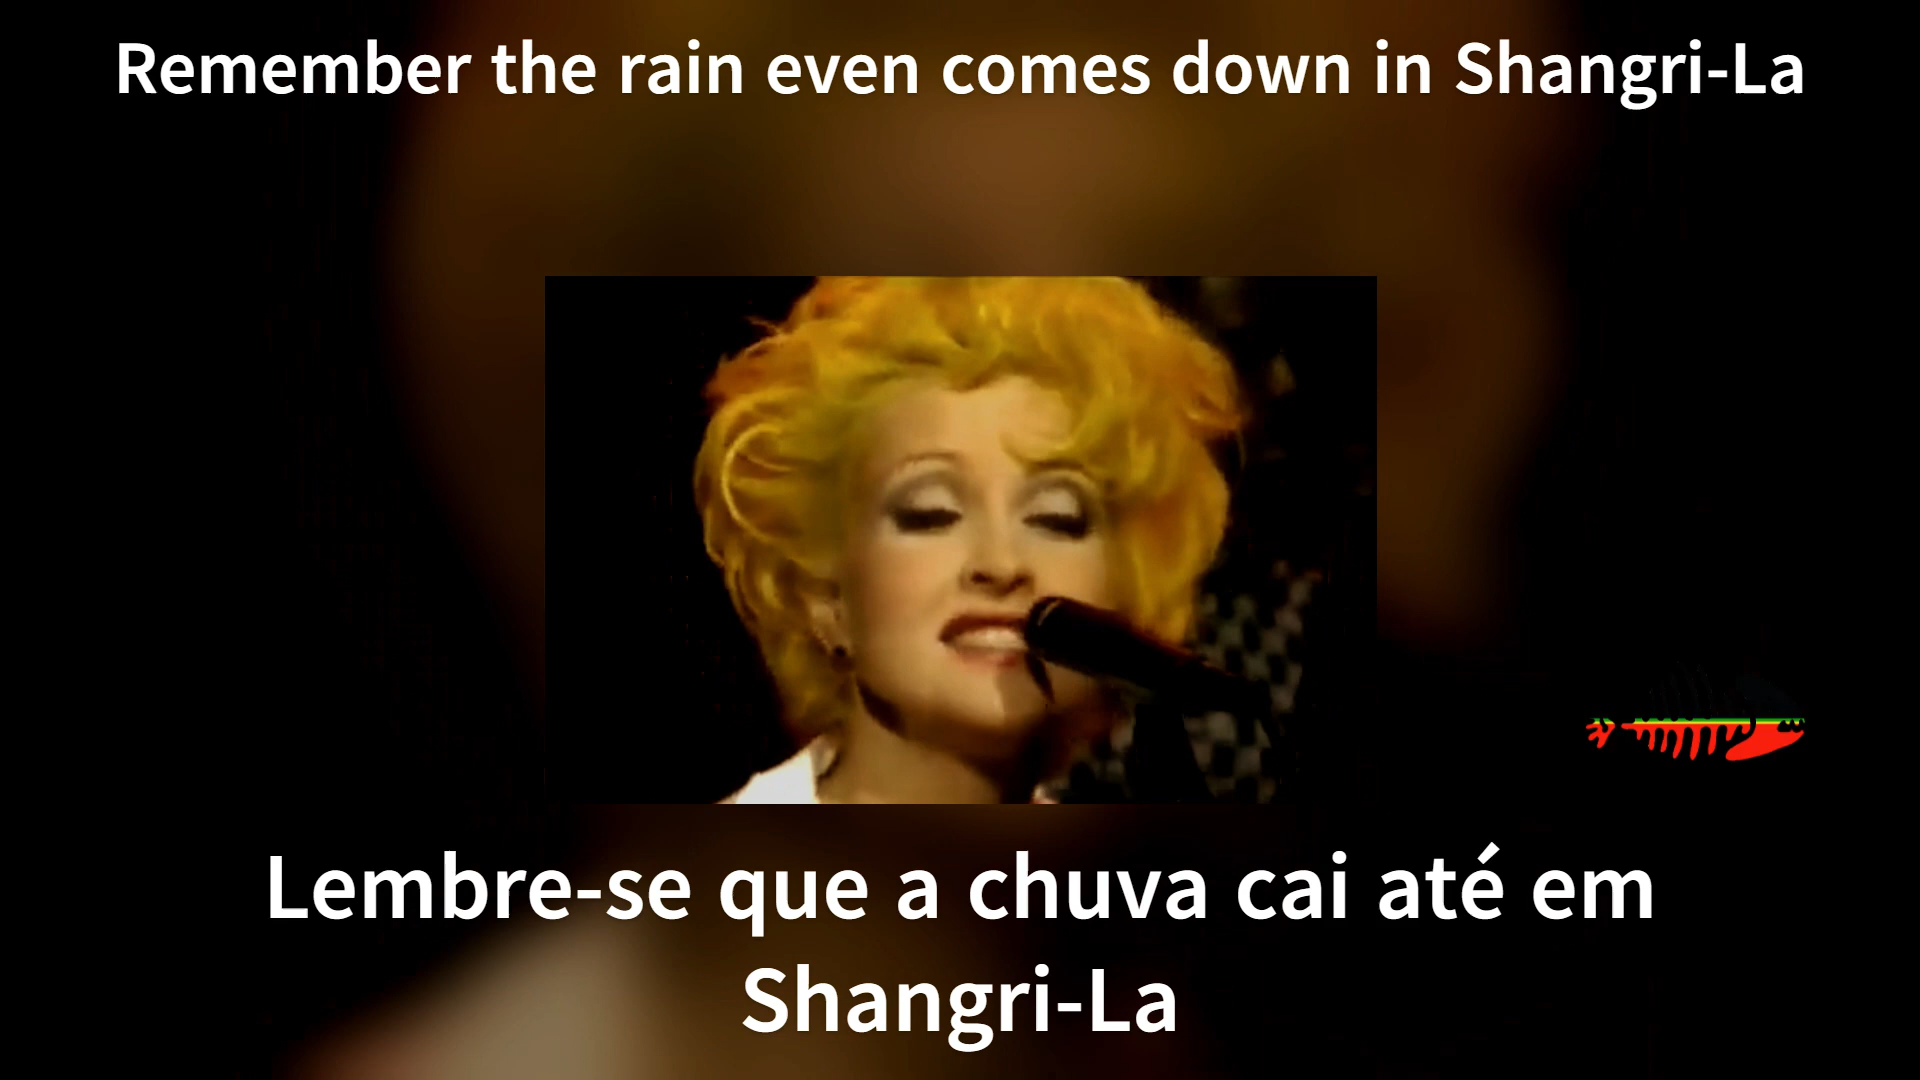 Remember the rain even comes down in Shangri-La
Lembre-se que a chuva cai até em
Shangri-La